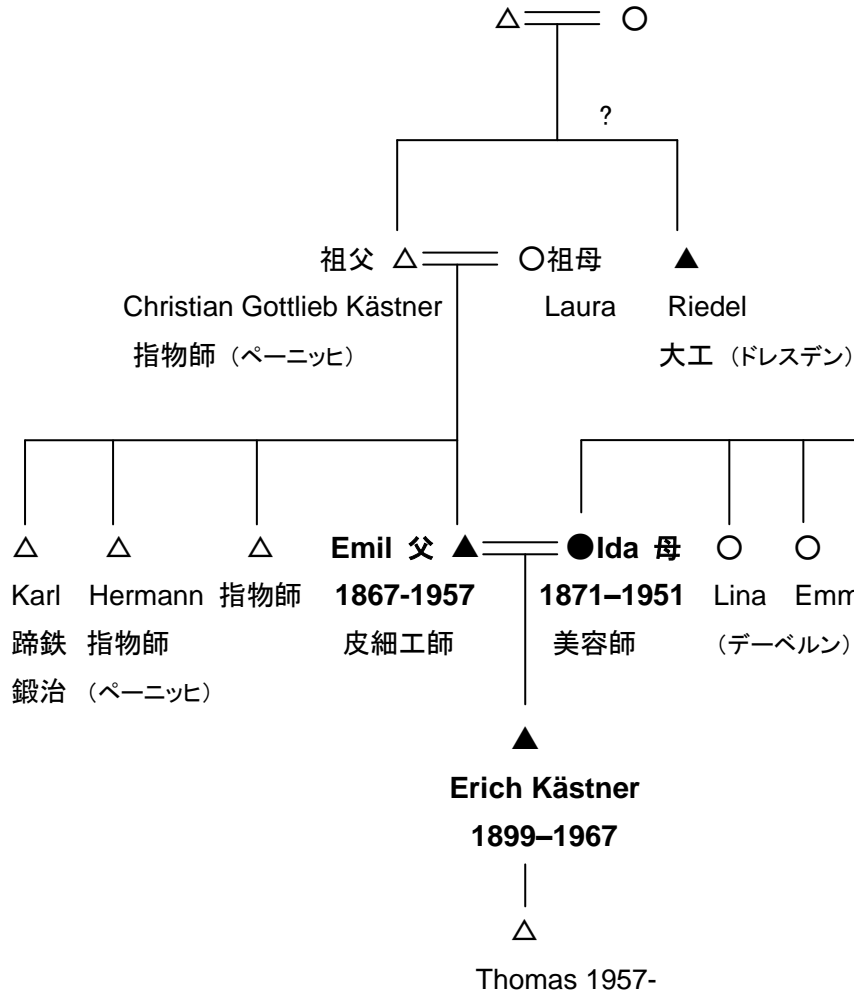 ?
祖父 祖母
Christian Gottlieb Kästner Laura Riedel
指物師 （ペーニッヒ） 大工 （ドレスデン）
Emil 父 Ida 母
Karl Hermann 指物師 1867-1957 1871–1951 Lina Emm
蹄鉄 指物師 皮細工師 美容師 （デーベルン）
鍛冶 （ペーニッヒ）
Erich Kästner
1899–1967
Thomas 1957-